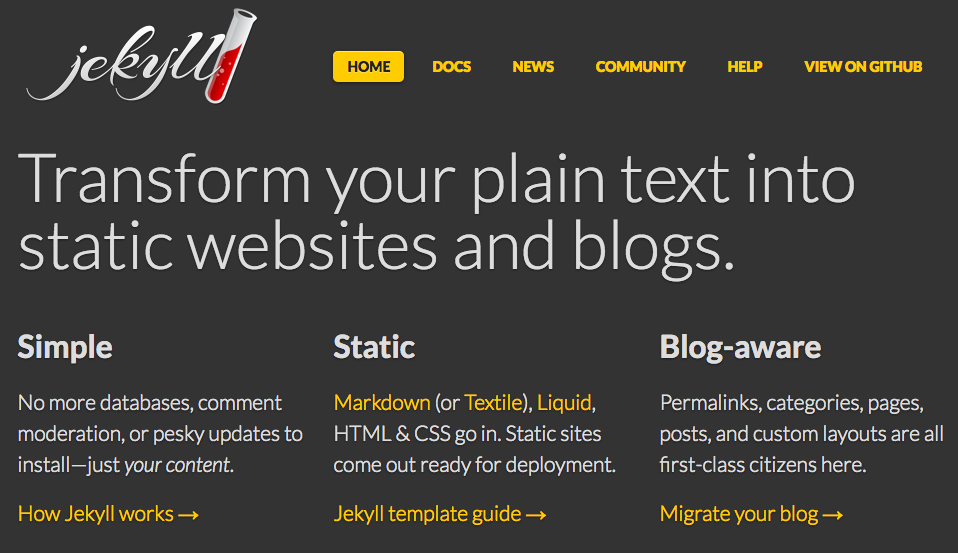 jekyll
HOME DOCS NEWS COMMUNITY HELP VIEW ON GITHUB
Transform your plain text into
static websites and blogs.
Simple
No more databases, comment
moderation, or pesky updates to
install—just your content.
How Jekyll works →
Static
Markdown (or Textile), Liquid,
HTML & CSS go in. Static sites
come out ready for deployment.
Jekyll template guide →
Blog-aware
Permalinks, categories, pages,
posts, and custom layouts are all
first-class citizens here.
Migrate your blog →